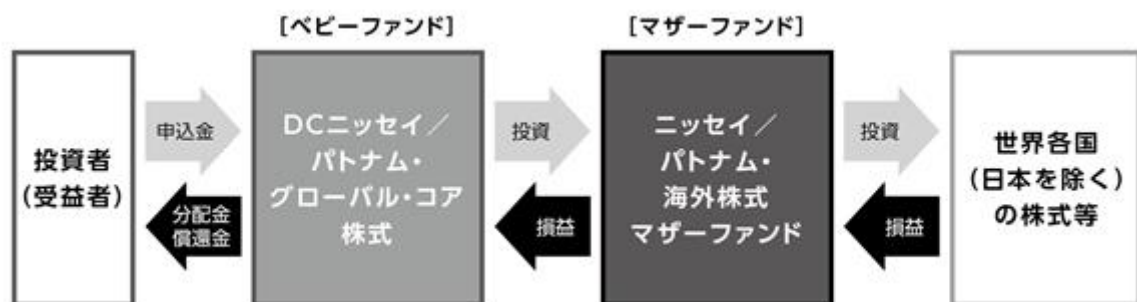 ［ベビーファンド］
［マザーファンド］
投資者
（受益者）
申込金
分配金
償還金
DCニッセイ／
パトナム・
グローバル・コア
株式
投資
損益
ニッセイ／
パトナム・
海外株式
マザーファンド
投資
損益
世界各国
（日本を除く）
の株式等